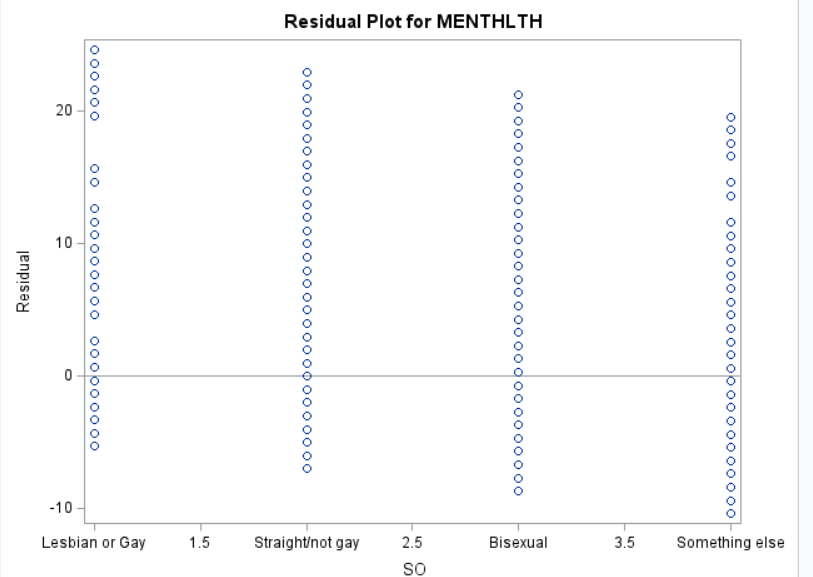 Residual Plot for MENTHLTH
Residual
20
10
0
-10
Lesbian or Gay 1.5 Straight/not gay 2.5 Bisexual 3.5 Something else
SO